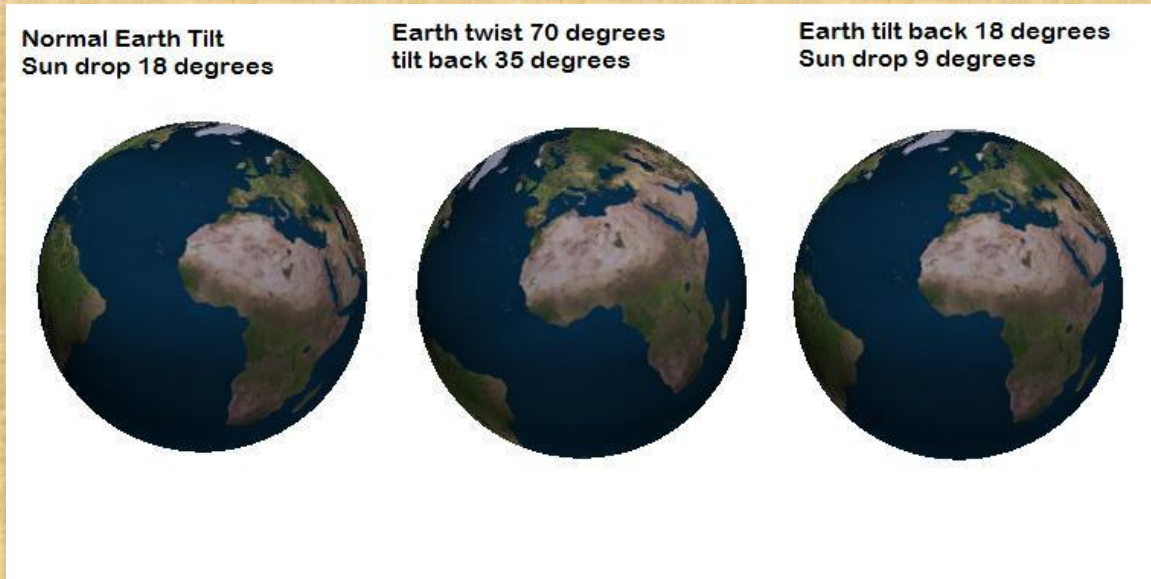 Normal Earth Tilt
Sun drop 18 degrees
Earth twist 70 degrees
tilt back 35 degrees
Earth tilt back 18 degrees
Sun drop 9 degrees